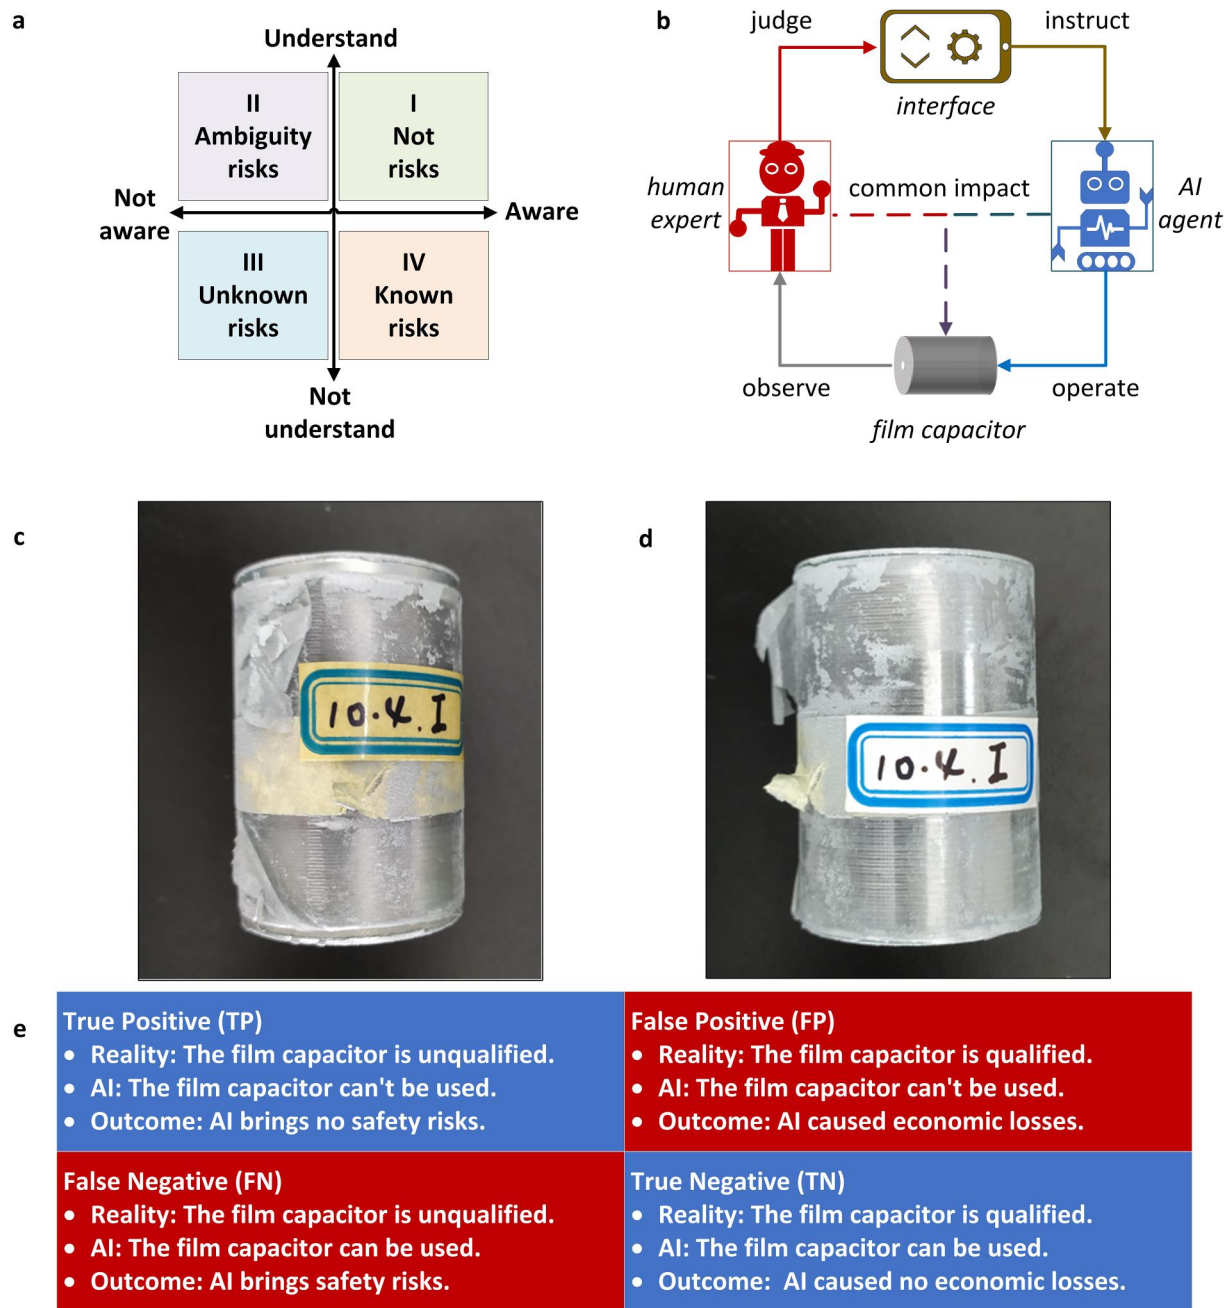 a
Understand
II
Ambiguity
risks
I
Not
risks
Not
aware
Aware
III
Unknown
risks
IV
Known
risks
Not
understand
b
judge
instruct
interface
human
expert
common impact
AI
agent
observe
operate
film capacitor
c
10.4.I
d
10.4.I
e
True Positive (TP)
• Reality: The film capacitor is unqualified.
• AI: The film capacitor can't be used.
• Outcome: AI brings no safety risks.
False Positive (FP)
• Reality: The film capacitor is qualified.
• AI: The film capacitor can't be used.
• Outcome: AI caused economic losses.
False Negative (FN)
• Reality: The film capacitor is unqualified.
• AI: The film capacitor can be used.
• Outcome: AI brings safety risks.
True Negative (TN)
• Reality: The film capacitor is qualified.
• AI: The film capacitor can be used.
• Outcome: AI caused no economic losses.